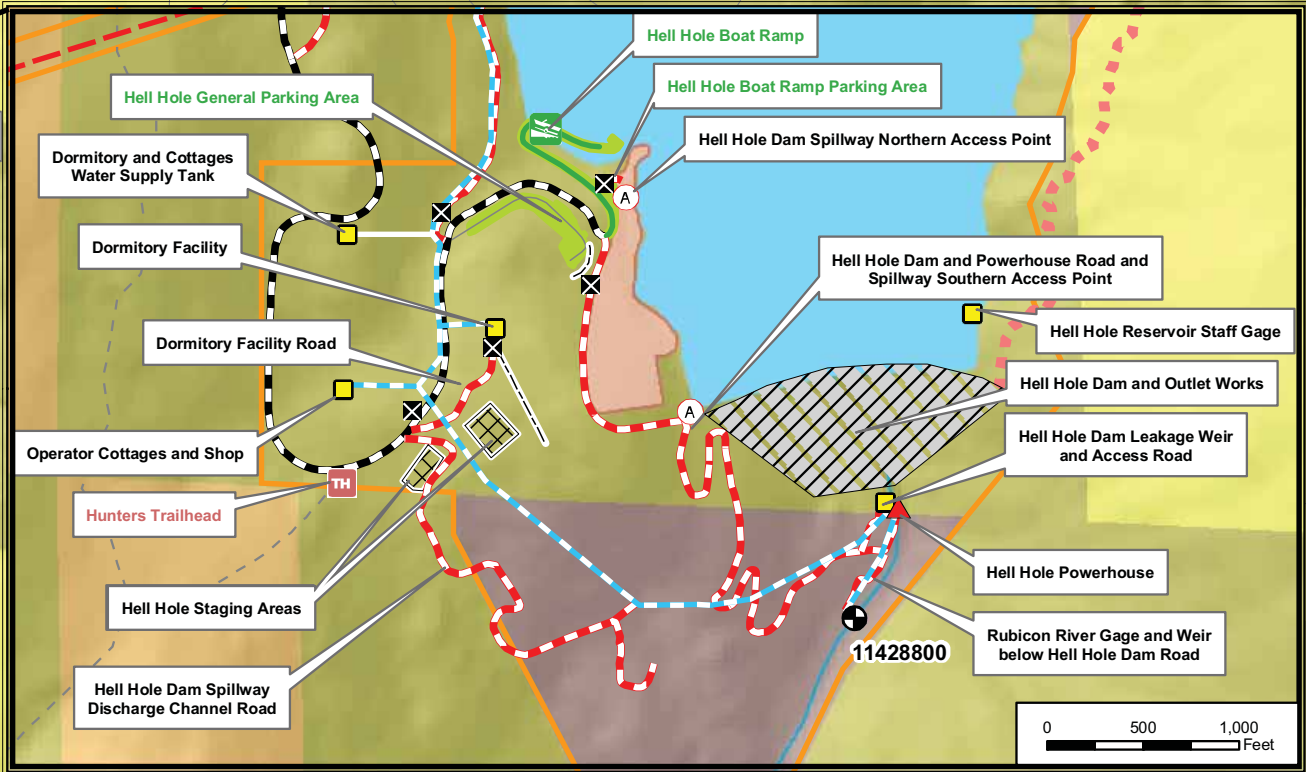 Hell Hole Boat Ramp
Hell Hole General Parking Area
Hell Hole Boat Ramp Parking Area
Hell Hole Dam Spillway Northern Access Point
Dormitory and Cottages
Water Supply Tank
A
Dormitory Facility
Hell Hole Dam and Powerhouse Road and
Spillway Southern Access Point
Hell Hole Reservoir Staff Gage
Dormitory Facility Road
Hell Hole Dam and Outlet Works
A
Operator Cottages and Shop
Hell Hole Dam Leakage Weir
and Access Road
TH
Hunters Trailhead
Hell Hole Powerhouse
Hell Hole Staging Areas
Rubicon River Gage and Weir
below Hell Hole Dam Road
11428800
Hell Hole Dam Spillway
Discharge Channel Road
0 500 1,000
Feet